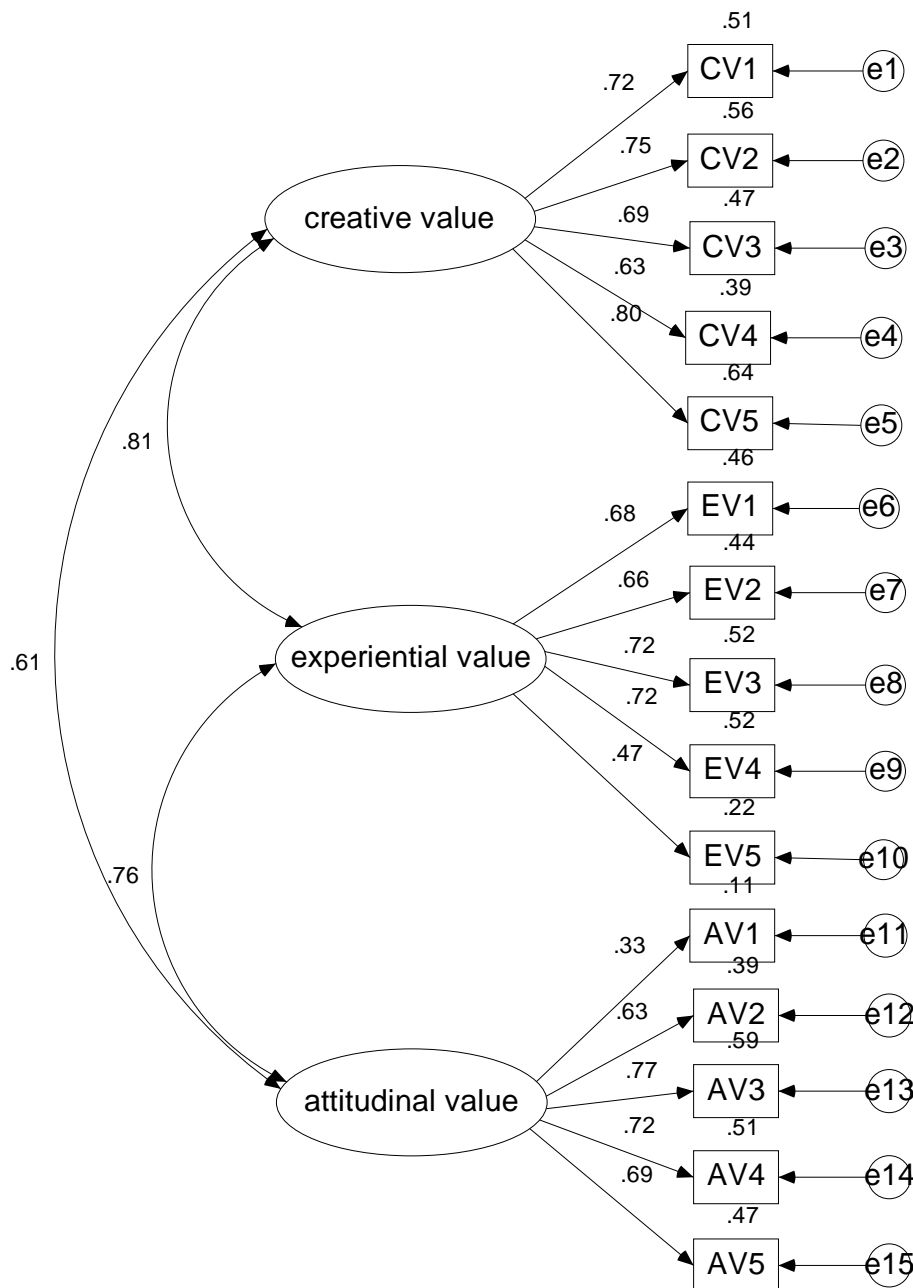 .51
CV1
e1
.72
.56
.75
CV2
e2
.47
creative value
.69
CV3
e3
.63
.39
.80
CV4
e4
.64
CV5
e5
.81
.46
.68
EV1
e6
.44
.66
EV2
e7
.52
.61
experiential value
.72
EV3
e8
.72
.52
.47
EV4
e9
.22
EV5
e10
.76
.11
.33
AV1
e11
.39
.63
AV2
e12
.59
attitudinal value
.77
AV3
e13
.72
.51
.69
AV4
e14
.47
AV5
e15